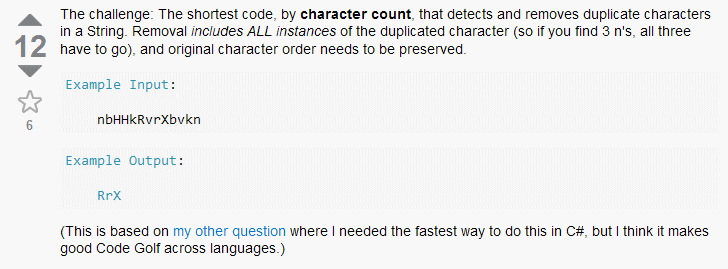 The challenge: The shortest code, by character count, that detects and removes duplicate characters
12
in a String. Removal includes ALL instances of the duplicated character (so if you find 3 n's, all three
have to go), and original character order needs to be preserved.
Example Input:
6
nbHHkRvrXbvkn
Example Output:
RrX
(This is based on my other question where I needed the fastest way to do this in C#, but I think it makes
good Code Golf across languages.)